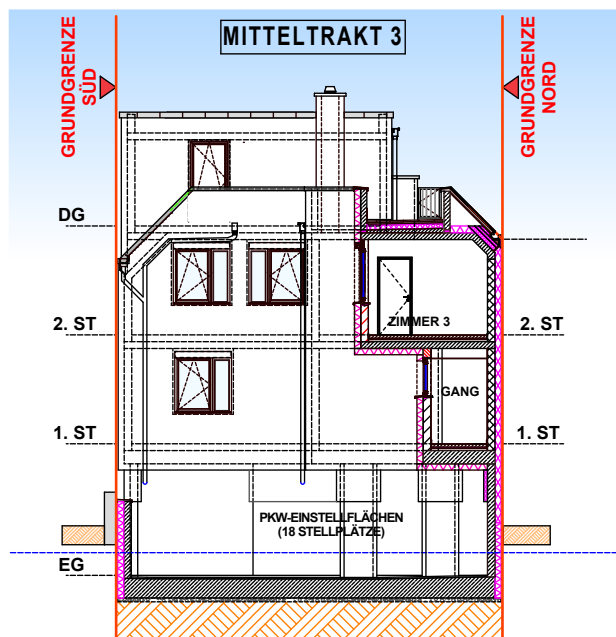 MITTELTRAKT 3
GRUNDGRENZE
SÜD
GRUNDGRENZE
NORD
DG
2. ST
ZIMMER 3
2. ST
GANG
1. ST
1. ST
PKW-EINSTELLFLÄCHEN
(18 STELLPLÄTZE)
EG